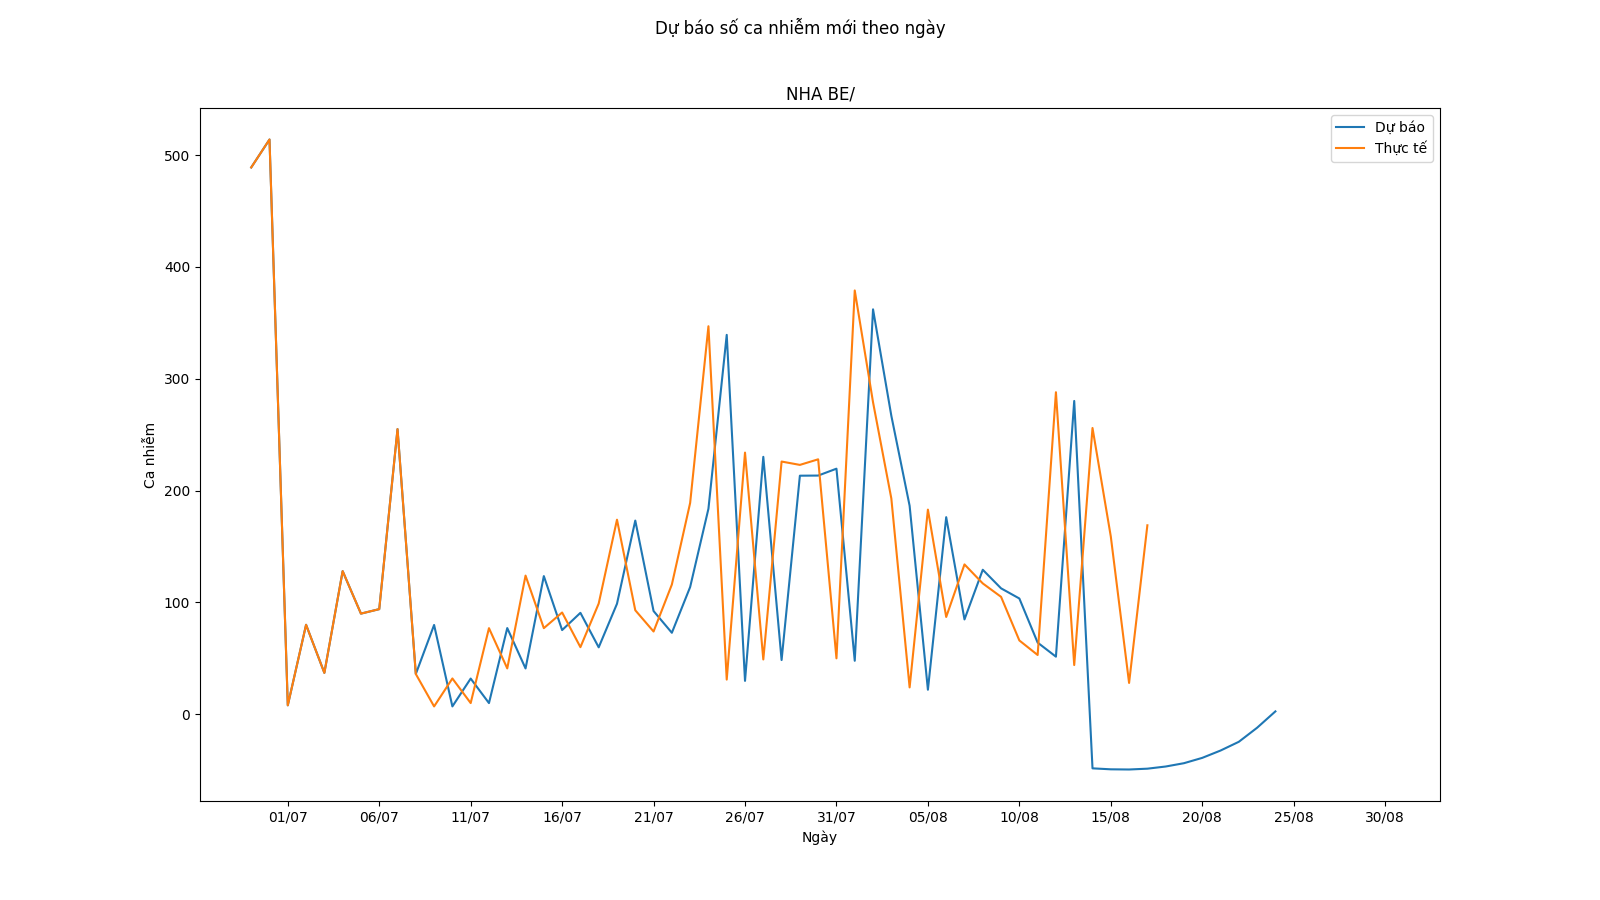 Dự báo số ca nhiễm mới theo ngày
NHA BE/
Dự báo
Thực tế
500
400
300
200
100
0
Ca nhiễm
01/07 06/07 11/07 16/07 21/07 26/07 31/07 05/08 10/08 15/08 20/08 25/08 30/08
Ngày